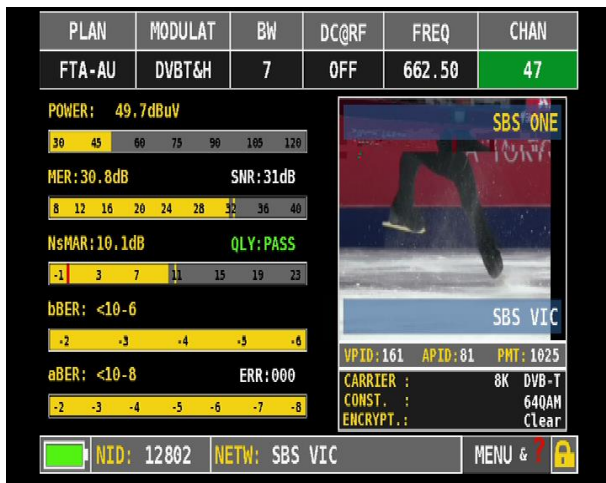 PLAN MODULAT BW DC@RF FREQ CHAN
FTA-AU DVBT&H 7 OFF 662.50 47
POWER: 49.7dBuV
30 45 60 75 90 105 120
MER:30.8dB SNR:31dB
8 12 16 20 24 28 32 36 40
NsMAR:10.1dB QLY:PASS
-1 3 7 11 15 19 23
bBER: <10-6
-2 -3 -4 -5 -6
aBER: <10-8 ERR:000
-2 -3 -4 -5 -6 -7 -8
SBS ONE
SBS VIC
VPID:161 APID:81 PMT:1025
CARRIER : 8K DVB-T
CONST. : 64QAM
ENCRYPT.: Clear
NID: 12802 NETW: SBS VIC MENU & ?